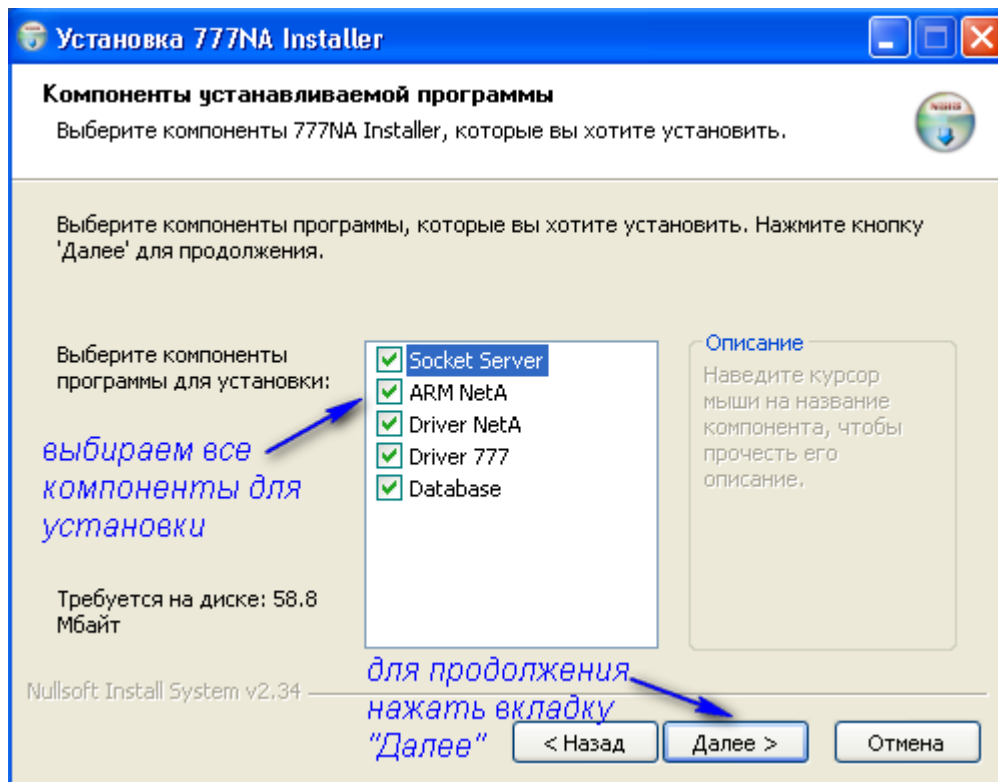 Установка 777NA Installer
Компоненты устанавливаемой программы
Выберите компоненты 777NA Installer, которые вы хотите установить.
Выберите компоненты программы, которые вы хотите установить. Нажмите кнопку
'Далее' для продолжения.
Выберите компоненты
программы для установки:
выбираем все
компоненты для
установки
Socket Server
ARM NetA
Driver NetA
Driver 777
Database
Описание
Наведите курсор
мыши на название
компонента, чтобы
прочесть его
описание.
Требуется на диске: 58.8
Мбайт
для продолжения
нажать вкладку
"Далее"
Nullsoft Install System v2.34
< Назад
Далее >
Отмена